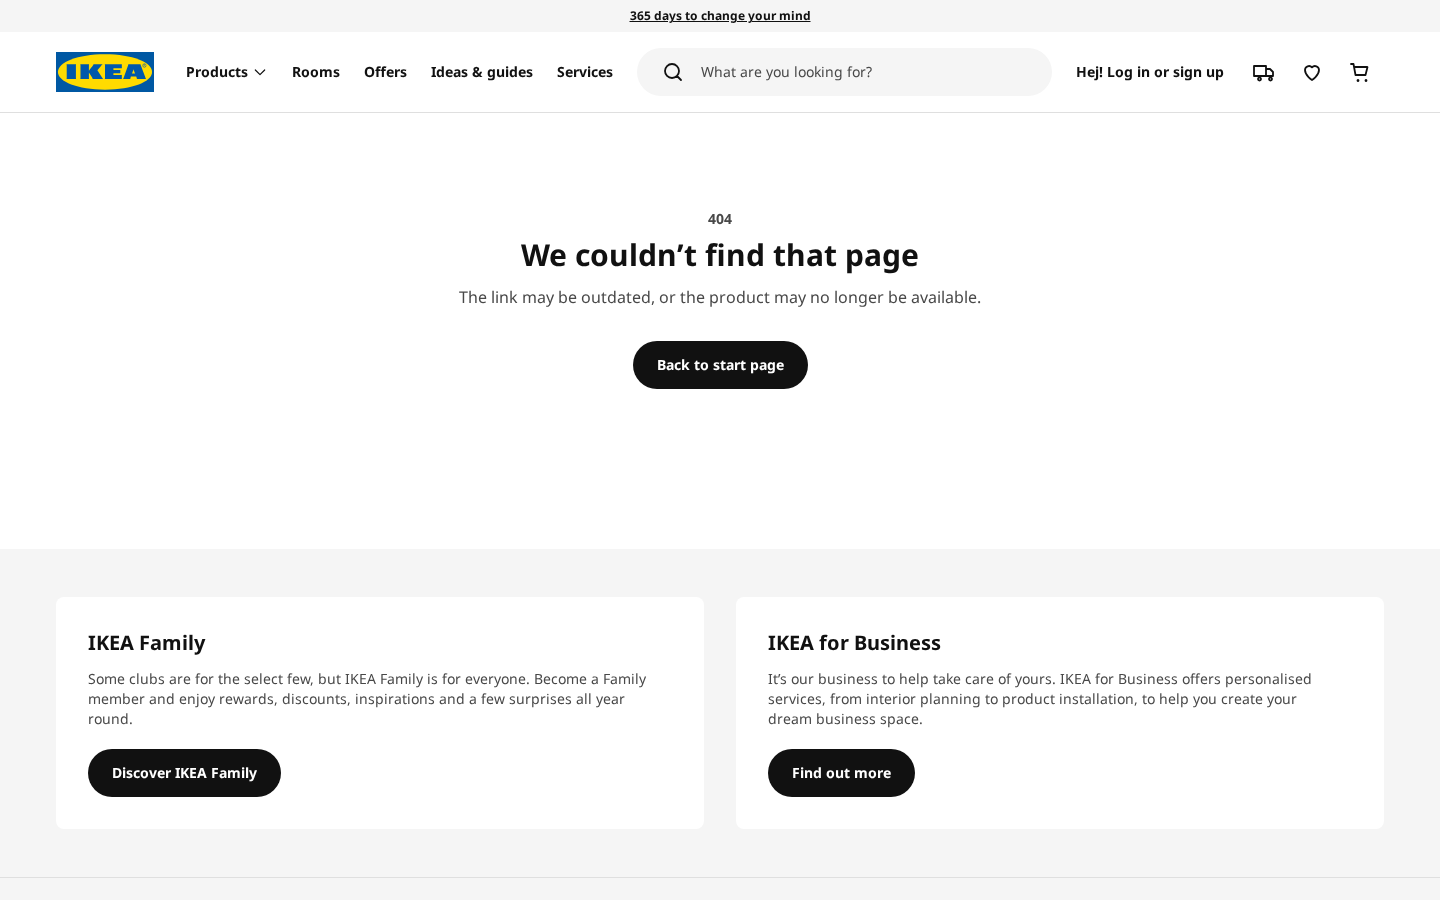 365 days to change your mind
IKEA
Products
Rooms
Offers
Ideas & guides
Services
What are you looking for?
Hej! Log in or sign up
404
We couldn’t find that page
The link may be outdated, or the product may no longer be available.
Back to start page
IKEA Family
Some clubs are for the select few, but IKEA Family is for everyone. Become a Family
member and enjoy rewards, discounts, inspirations and a few surprises all year
round.
Discover IKEA Family
IKEA for Business
It’s our business to help take care of yours. IKEA for Business offers personalised
services, from interior planning to product installation, to help you create your
dream business space.
Find out more